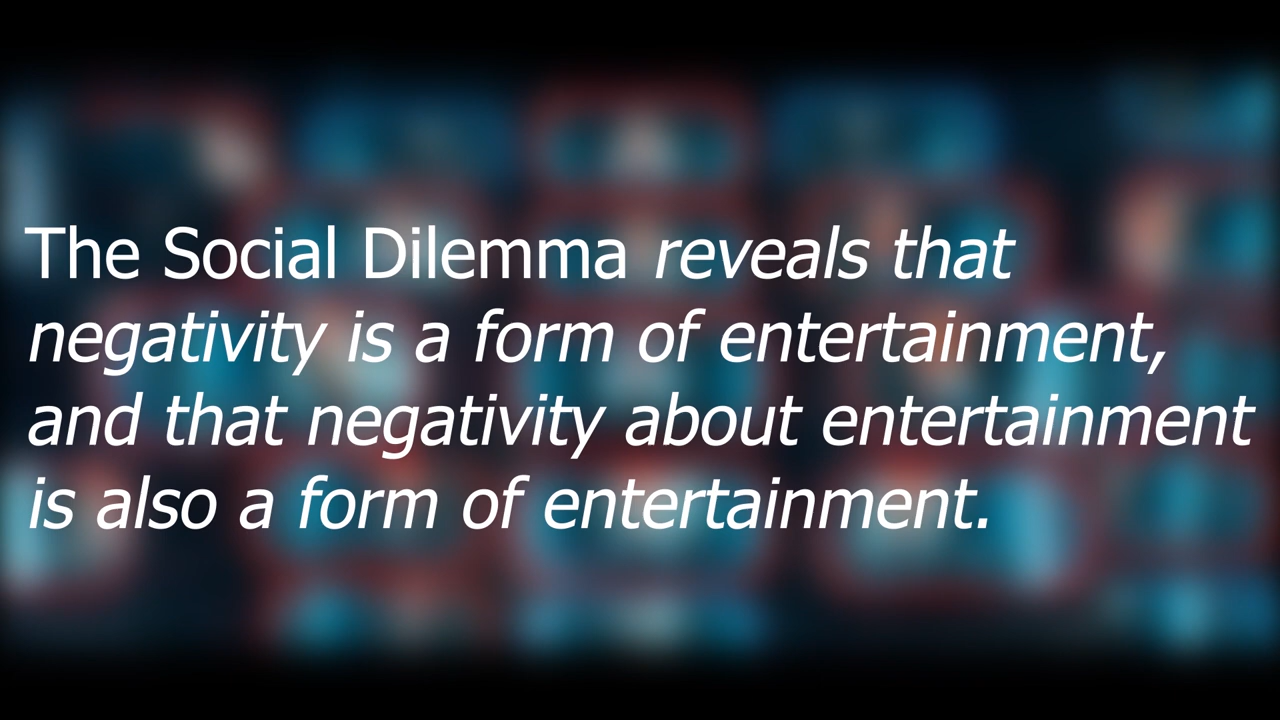 The Social Dilemma reveals that
negativity is a form of entertainment,
and that negativity about entertainment
is also a form of entertainment.